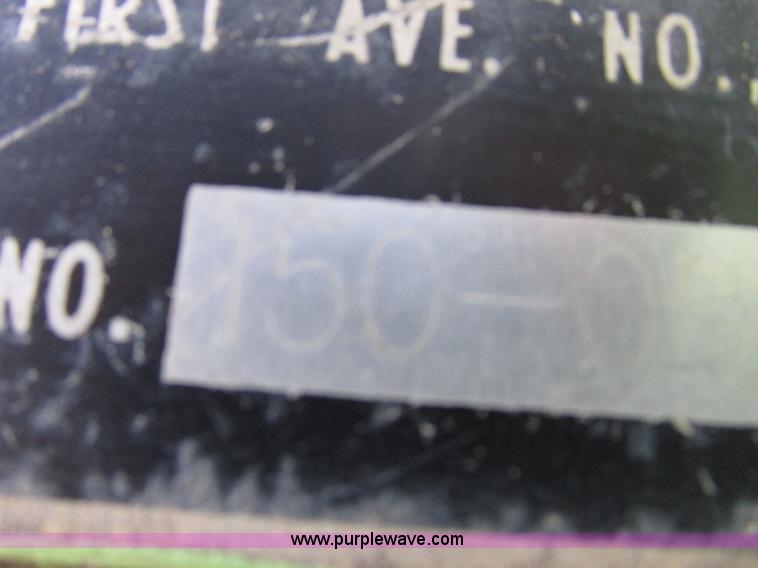 FIRST AVE. NO.,
NO. 150-0
www.purplewave.com